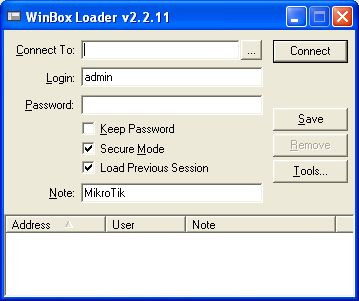 WinBox Loader v2.2.11
Connect To: ... Connect
Login: admin
Password:
Keep Password
Secure Mode Save
Load Previous Session Remove
Tools...
Note: MikroTik
Address User Note